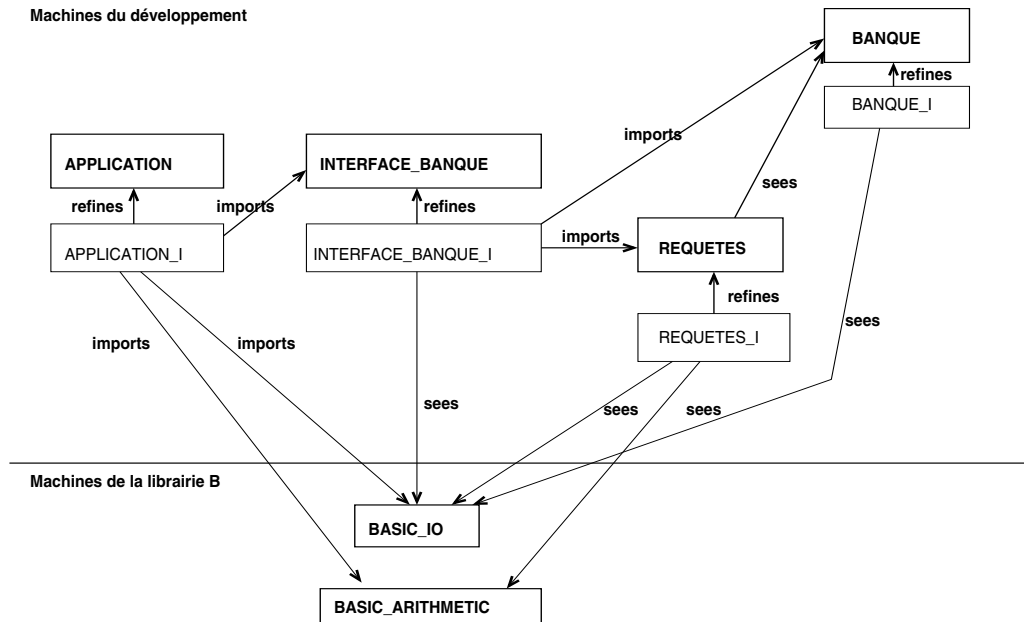 Machines du développement
BANQUE
refines
BANQUE_I
imports
APPLICATION
INTERFACE_BANQUE
sees
refines
imports
refines
imports
REQUETES
APPLICATION_I
INTERFACE_BANQUE_I
refines
sees
REQUETES_I
imports
imports
sees
sees
sees
Machines de la librairie B
BASIC_IO
BASIC_ARITHMETIC